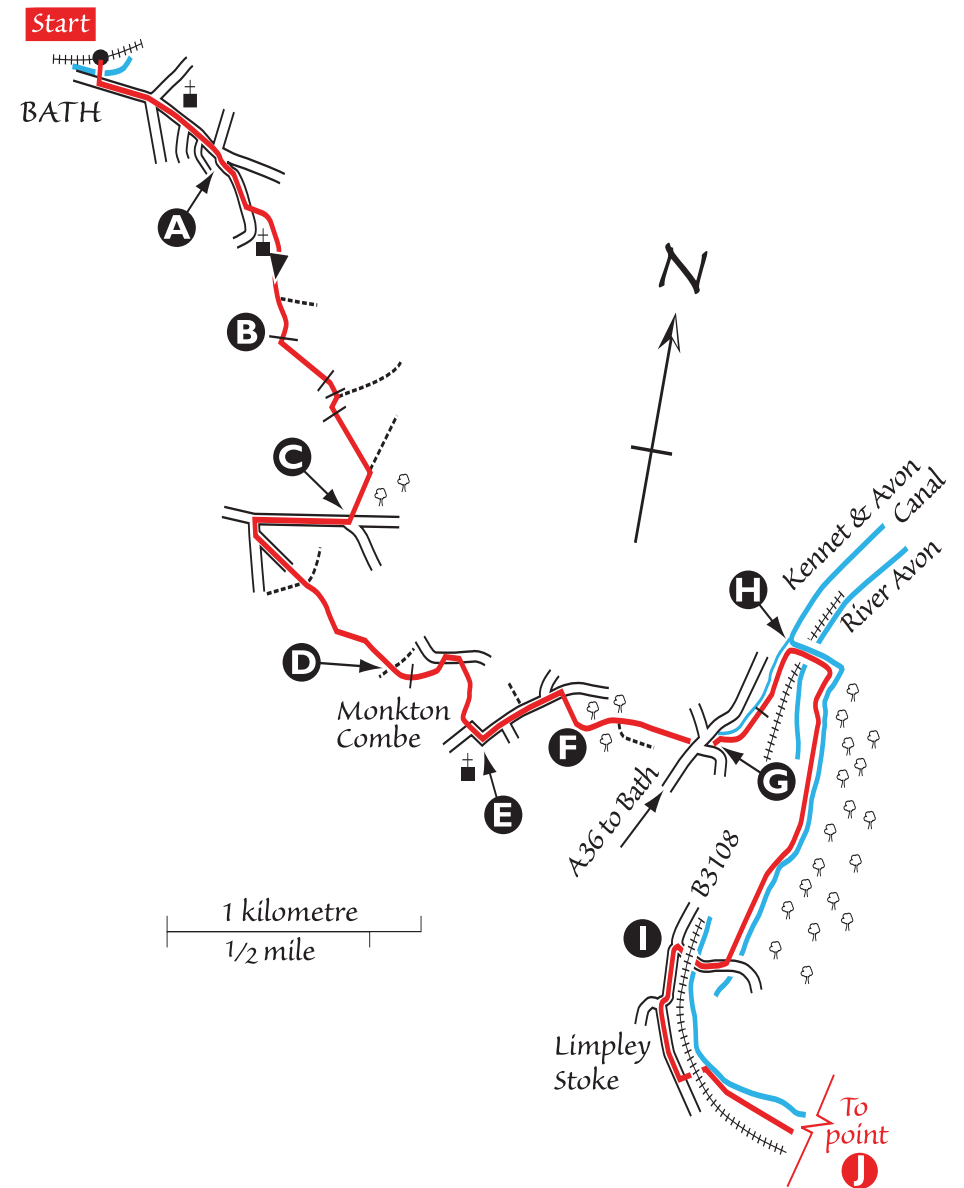 Start
BATH
A
N
B
C
Kennet & Avon
Canal
River Avon
H
D
Monkton
Combe
F
G
E
A36 to Bath
B3108
1 kilometre
1/2 mile
I
Limpley
Stoke
To
point
J